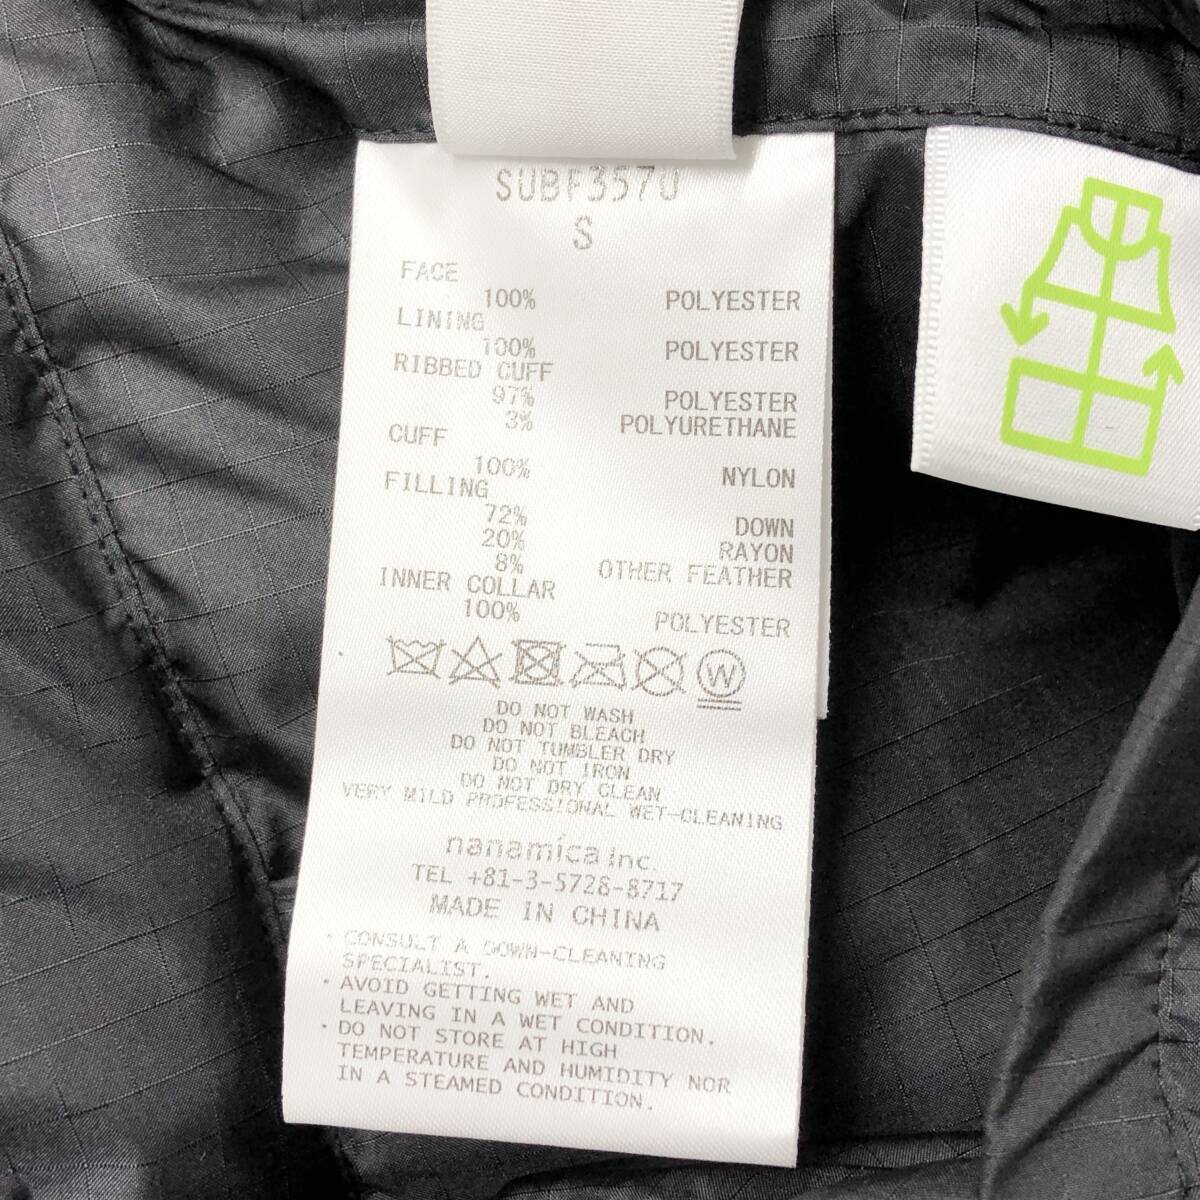 SUBF357U
S
FACE
100% POLYESTER
LINING
100% POLYESTER
RIBBED CUFF
97% POLYESTER
3% POLYURETHANE
CUFF
100% NYLON
FILLING
72% DOWN
20% RAYON
8% OTHER FEATHER
INNER COLLAR
100% POLYESTER
W
DO NOT WASH
DO NOT BLEACH
DO NOT TUMBLER DRY
DO NOT IRON
DO NOT DRY CLEAN
VERY MILD PROFESSIONAL WET-CLEANING
nanamica inc.
TEL +81-3-5728-8717
MADE IN CHINA
・CONSULT A DOWN-CLEANING
SPECIALIST.
・AVOID GETTING WET AND
LEAVING IN A WET CONDITION.
・DO NOT STORE AT HIGH
TEMPERATURE AND HUMIDITY NOR
IN A STEAMED CONDITION.